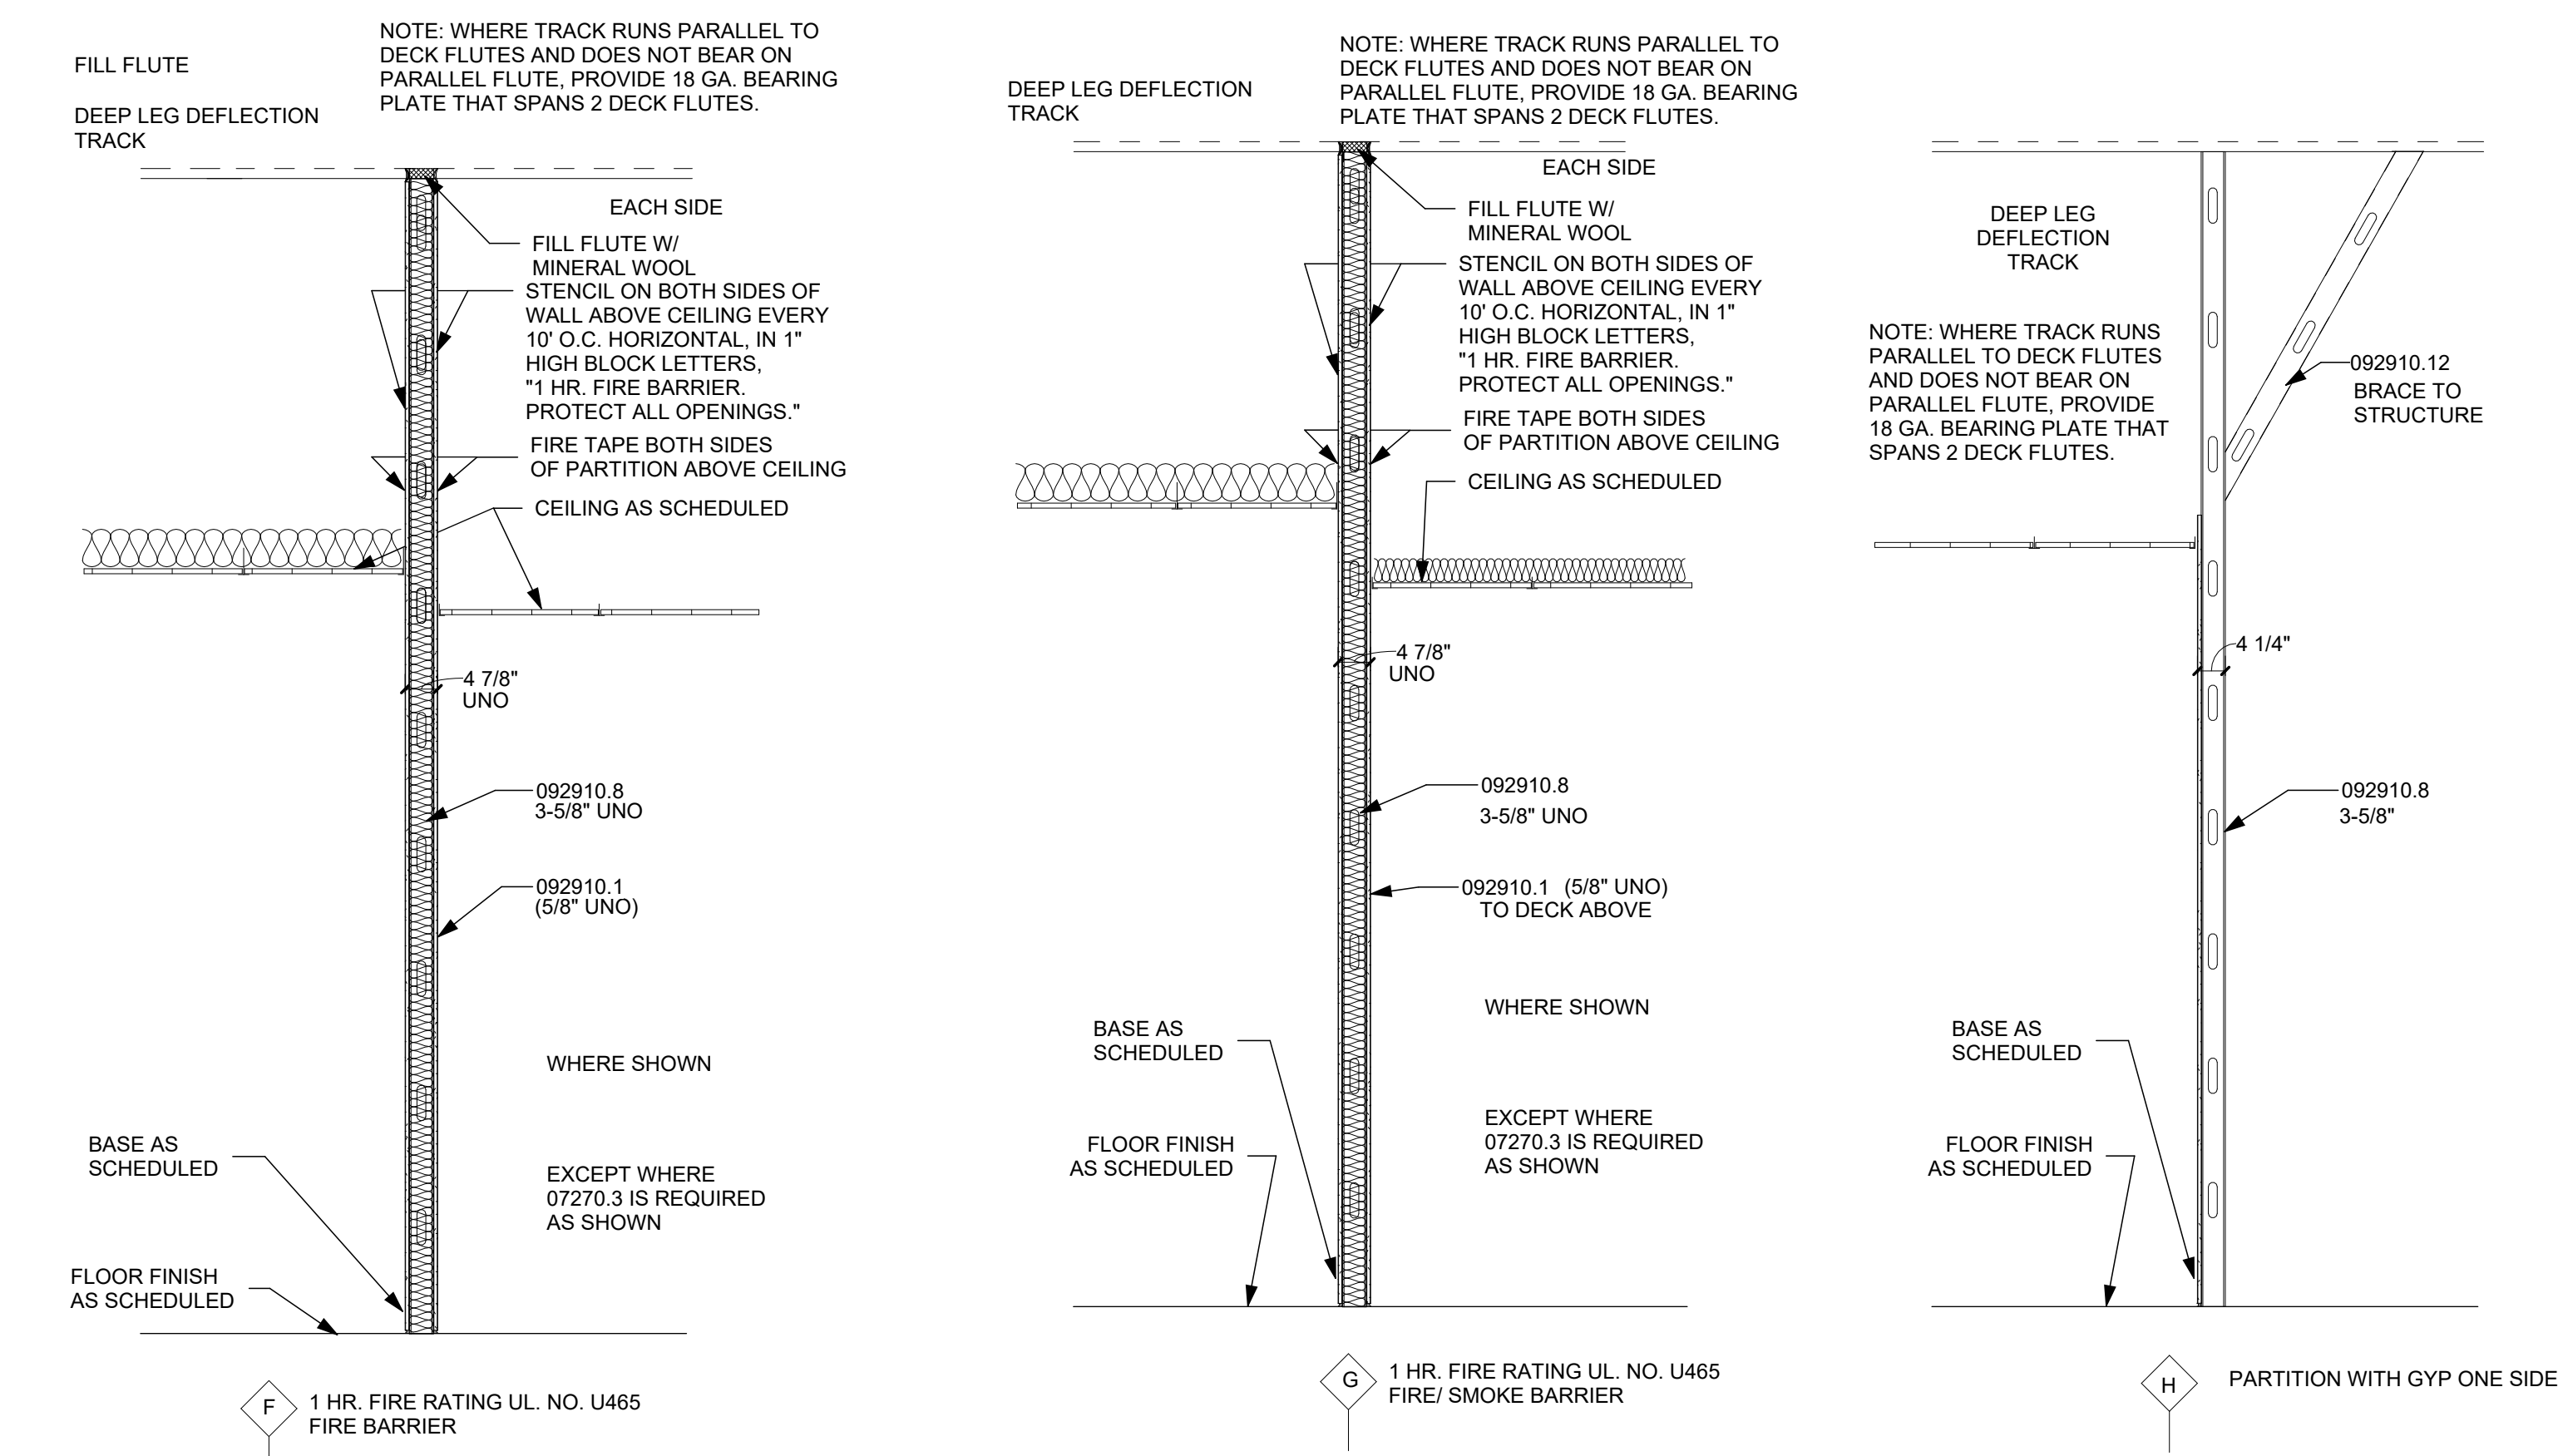 FILL FLUTE
DEEP LEG DEFLECTION
TRACK
NOTE: WHERE TRACK RUNS PARALLEL TO
DECK FLUTES AND DOES NOT BEAR ON
PARALLEL FLUTE, PROVIDE 18 GA. BEARING
PLATE THAT SPANS 2 DECK FLUTES.
EACH SIDE
FILL FLUTE W/
MINERAL WOOL
STENCIL ON BOTH SIDES OF
WALL ABOVE CEILING EVERY
10' O.C. HORIZONTAL, IN 1"
HIGH BLOCK LETTERS,
"1 HR. FIRE BARRIER.
PROTECT ALL OPENINGS."
FIRE TAPE BOTH SIDES
OF PARTITION ABOVE CEILING
CEILING AS SCHEDULED
4 7/8"
UNO
092910.8
3-5/8" UNO
092910.1
(5/8" UNO)
WHERE SHOWN
BASE AS
SCHEDULED
EXCEPT WHERE
07270.3 IS REQUIRED
AS SHOWN
FLOOR FINISH
AS SCHEDULED
F
1 HR. FIRE RATING UL. NO. U465
FIRE BARRIER
DEEP LEG DEFLECTION
TRACK
NOTE: WHERE TRACK RUNS PARALLEL TO
DECK FLUTES AND DOES NOT BEAR ON
PARALLEL FLUTE, PROVIDE 18 GA. BEARING
PLATE THAT SPANS 2 DECK FLUTES.
EACH SIDE
FILL FLUTE W/
MINERAL WOOL
STENCIL ON BOTH SIDES OF
WALL ABOVE CEILING EVERY
10' O.C. HORIZONTAL, IN 1"
HIGH BLOCK LETTERS,
"1 HR. FIRE BARRIER.
PROTECT ALL OPENINGS."
FIRE TAPE BOTH SIDES
OF PARTITION ABOVE CEILING
CEILING AS SCHEDULED
4 7/8"
UNO
092910.8
3-5/8" UNO
092910.1 (5/8" UNO)
TO DECK ABOVE
WHERE SHOWN
BASE AS
SCHEDULED
EXCEPT WHERE
07270.3 IS REQUIRED
AS SHOWN
FLOOR FINISH
AS SCHEDULED
G
1 HR. FIRE RATING UL. NO. U465
FIRE/ SMOKE BARRIER
DEEP LEG
DEFLECTION
TRACK
NOTE: WHERE TRACK RUNS
PARALLEL TO DECK FLUTES
AND DOES NOT BEAR ON
PARALLEL FLUTE, PROVIDE
18 GA. BEARING PLATE THAT
SPANS 2 DECK FLUTES.
092910.12
BRACE TO
STRUCTURE
4 1/4"
092910.8
3-5/8"
BASE AS
SCHEDULED
FLOOR FINISH
AS SCHEDULED
H
PARTITION WITH GYP ONE SIDE